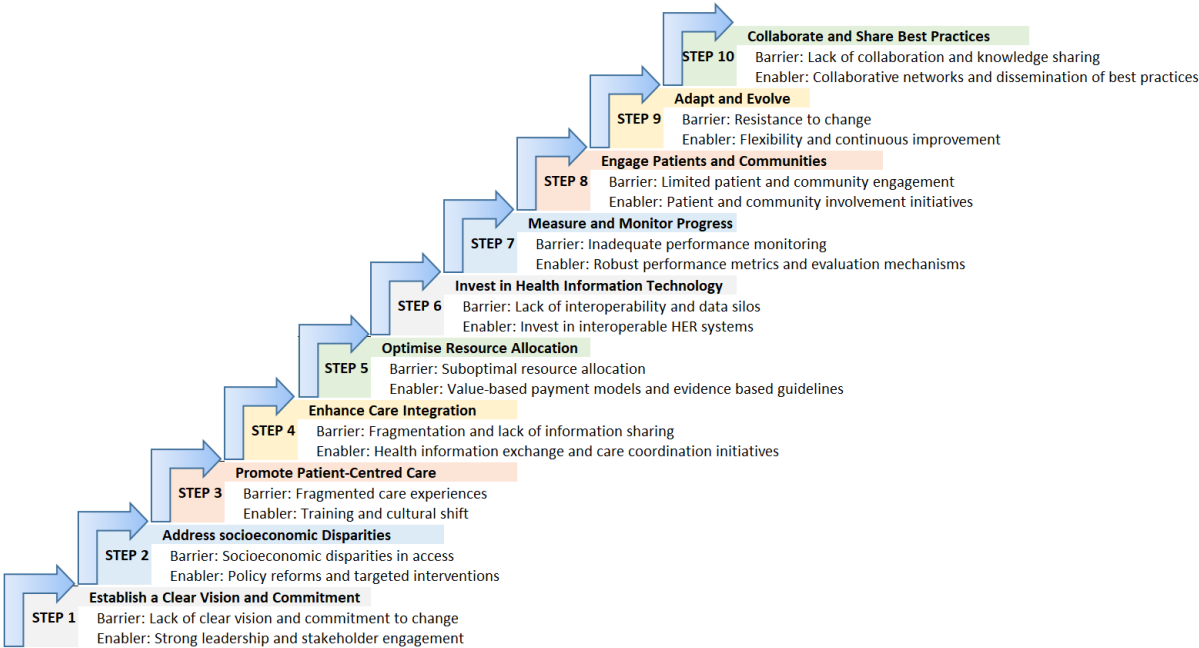 Collaborate and Share Best Practices
STEP 10
Barrier: Lack of collaboration and knowledge sharing
Enabler: Collaborative networks and dissemination of best practices
Adapt and Evolve
STEP 9
Barrier: Resistance to change
Enabler: Flexibility and continuous improvement
Engage Patients and Communities
STEP 8
Barrier: Limited patient and community engagement
Enabler: Patient and community involvement initiatives
Measure and Monitor Progress
STEP 7
Barrier: Inadequate performance monitoring
Enabler: Robust performance metrics and evaluation mechanisms
Invest in Health Information Technology
STEP 6
Barrier: Lack of interoperability and data silos
Enabler: Invest in interoperable HER systems
Optimise Resource Allocation
STEP 5
Barrier: Suboptimal resource allocation
Enabler: Value-based payment models and evidence based guidelines
Enhance Care Integration
STEP 4
Barrier: Fragmentation and lack of information sharing
Enabler: Health information exchange and care coordination initiatives
Promote Patient-Centred Care
STEP 3
Barrier: Fragmented care experiences
Enabler: Training and cultural shift
Address socioeconomic Disparities
STEP 2
Barrier: Socioeconomic disparities in access
Enabler: Policy reforms and targeted interventions
Establish a Clear Vision and Commitment
STEP 1
Barrier: Lack of clear vision and commitment to change
Enabler: Strong leadership and stakeholder engagement